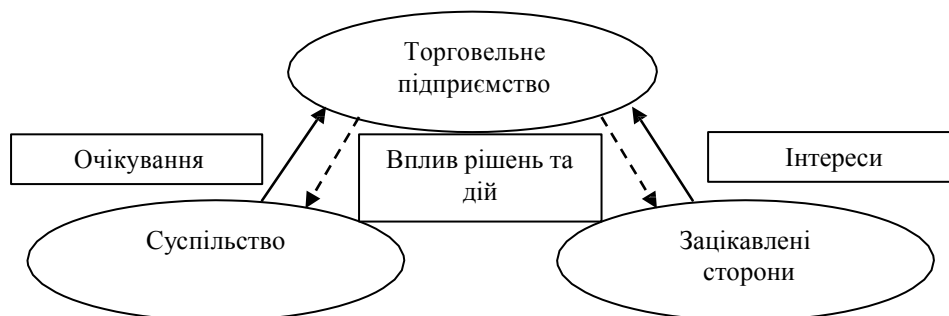 Торговельне
підприємство
Очікування
Вплив рішень та
дій
Інтереси
Суспільство
Зацікавлені
сторони